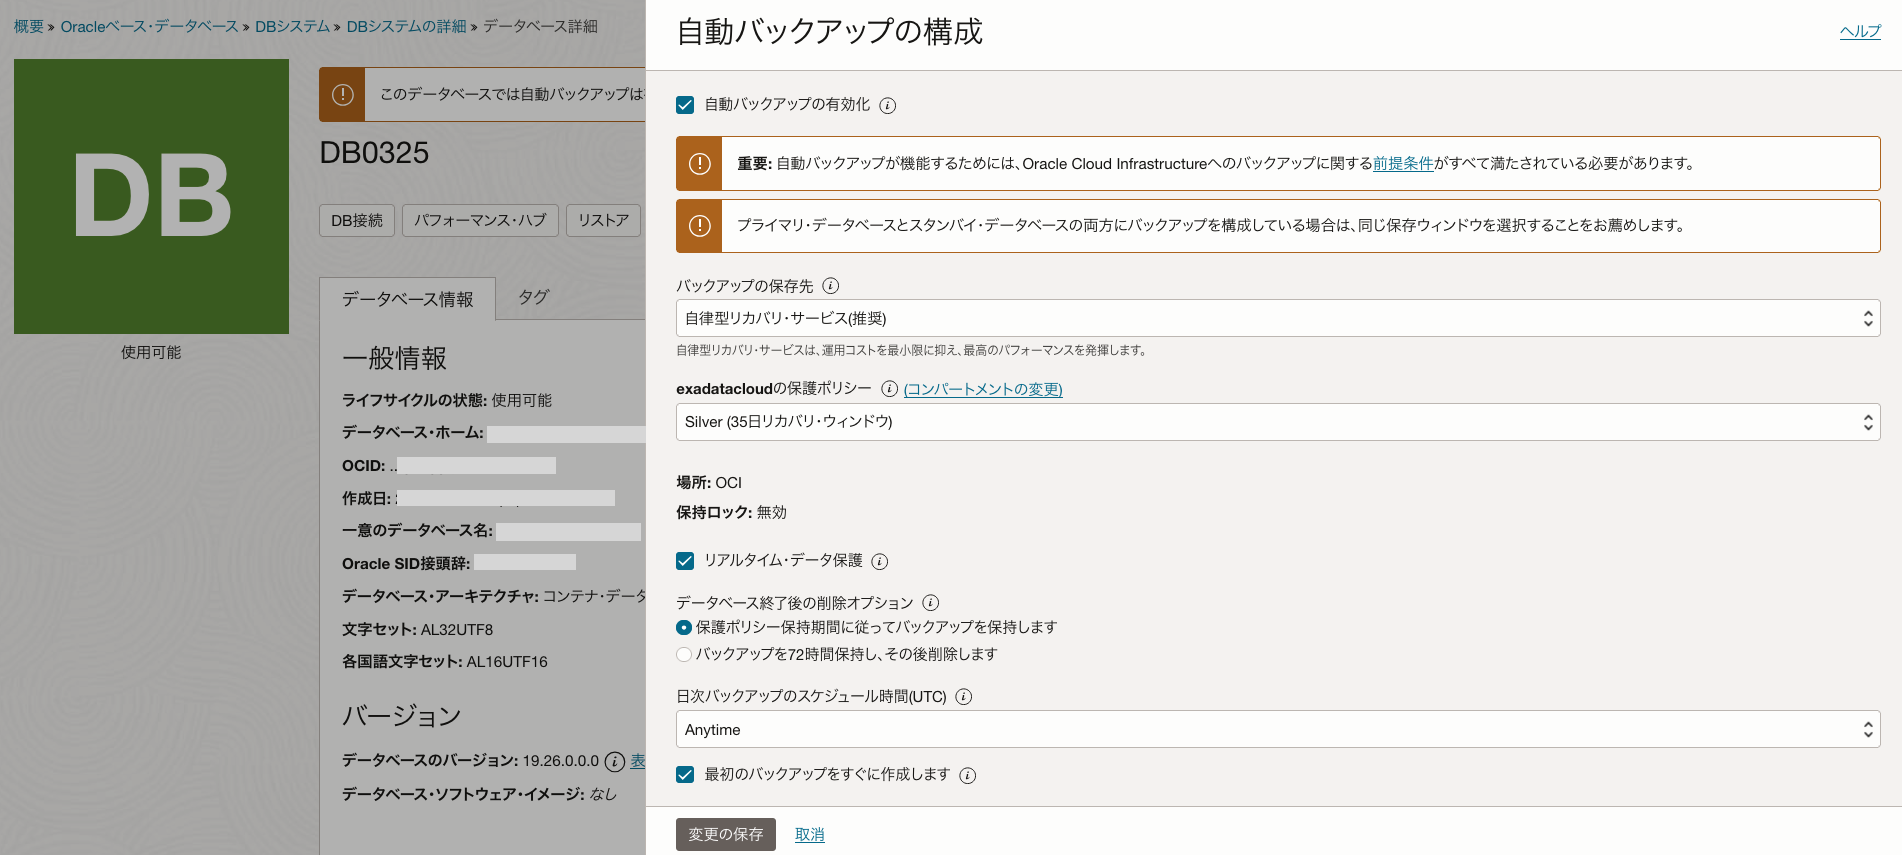 概要 » Oracleベース・データベース » DBシステム » DBシステムの詳細 » データベース詳細
DB
使用可能
このデータベースでは自動バックアップは
DB0325
DB接続
パフォーマンス・ハブ
リストア
データベース情報
タグ
一般情報
ライフサイクルの状態: 使用可能
データベース・ホーム:
OCID: ..
作成日:
一意のデータベース名:
Oracle SID接頭辞:
データベース・アーキテクチャ: コンテナ・データ
文字セット: AL32UTF8
各国語文字セット: AL16UTF16
バージョン
データベースのバージョン: 19.26.0.0.0 表
データベース・ソフトウェア・イメージ: なし
自動バックアップの構成
ヘルプ
自動バックアップの有効化
重要: 自動バックアップが機能するためには、Oracle Cloud Infrastructureへのバックアップに関する前提条件がすべて満たされている必要があります。
プライマリ・データベースとスタンバイ・データベースの両方にバックアップを構成している場合は、同じ保存ウィンドウを選択することをお薦めします。
バックアップの保存先
自律型リカバリ・サービス(推奨)
自律型リカバリ・サービスは、運用コストを最小限に抑え、最高のパフォーマンスを発揮します。
exadatacloudの保護ポリシー (コンパートメントの変更)
Silver (35日リカバリ・ウィンドウ)
場所: OCI
保持ロック: 無効
リアルタイム・データ保護
データベース終了後の削除オプション
保護ポリシー保持期間に従ってバックアップを保持します
バックアップを72時間保持し、その後削除します
日次バックアップのスケジュール時間(UTC)
Anytime
最初のバックアップをすぐに作成します
変更の保存
取消